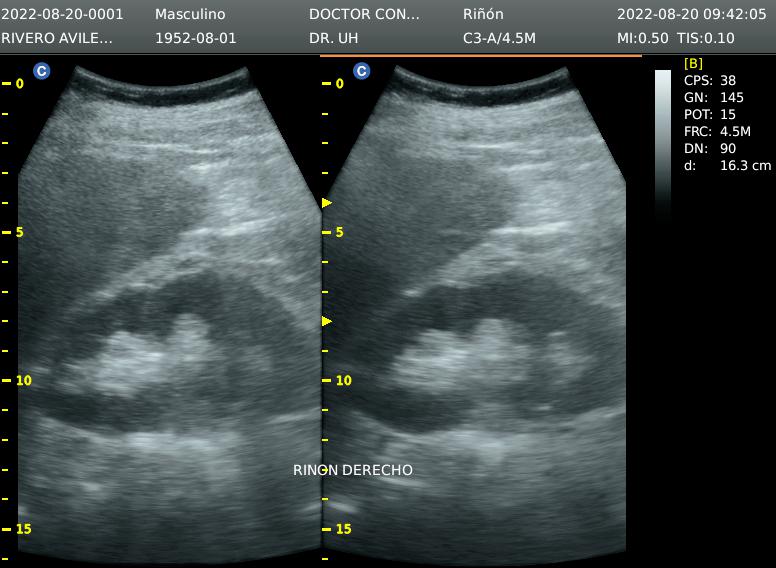 2022-08-20-0001 Masculino DOCTOR CON... Riñón 2022-08-20 09:42:05
RIVERO AVILE... 1952-08-01 DR. UH C3-A/4.5M MI:0.50 TIS:0.10
C
C
[B]
CPS: 38
GN: 145
POT: 15
FRC: 4.5M
DN: 90
d: 16.3 cm
0
5
10
15
0
5
10
15
RINON DERECHO